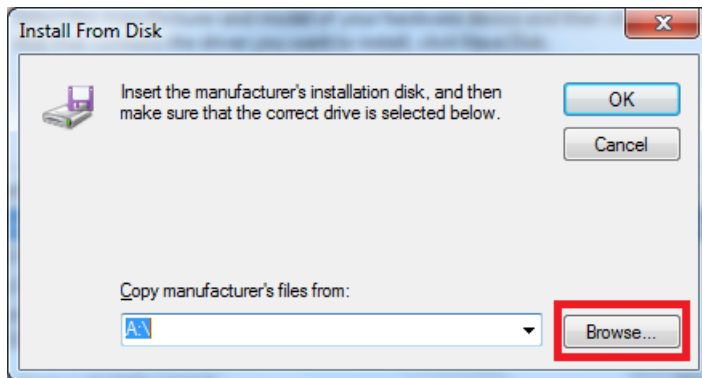 Install From Disk
Insert the manufacturer's installation disk, and then
make sure that the correct drive is selected below.
OK
Cancel
Copy manufacturer's files from:
A:\
Browse...